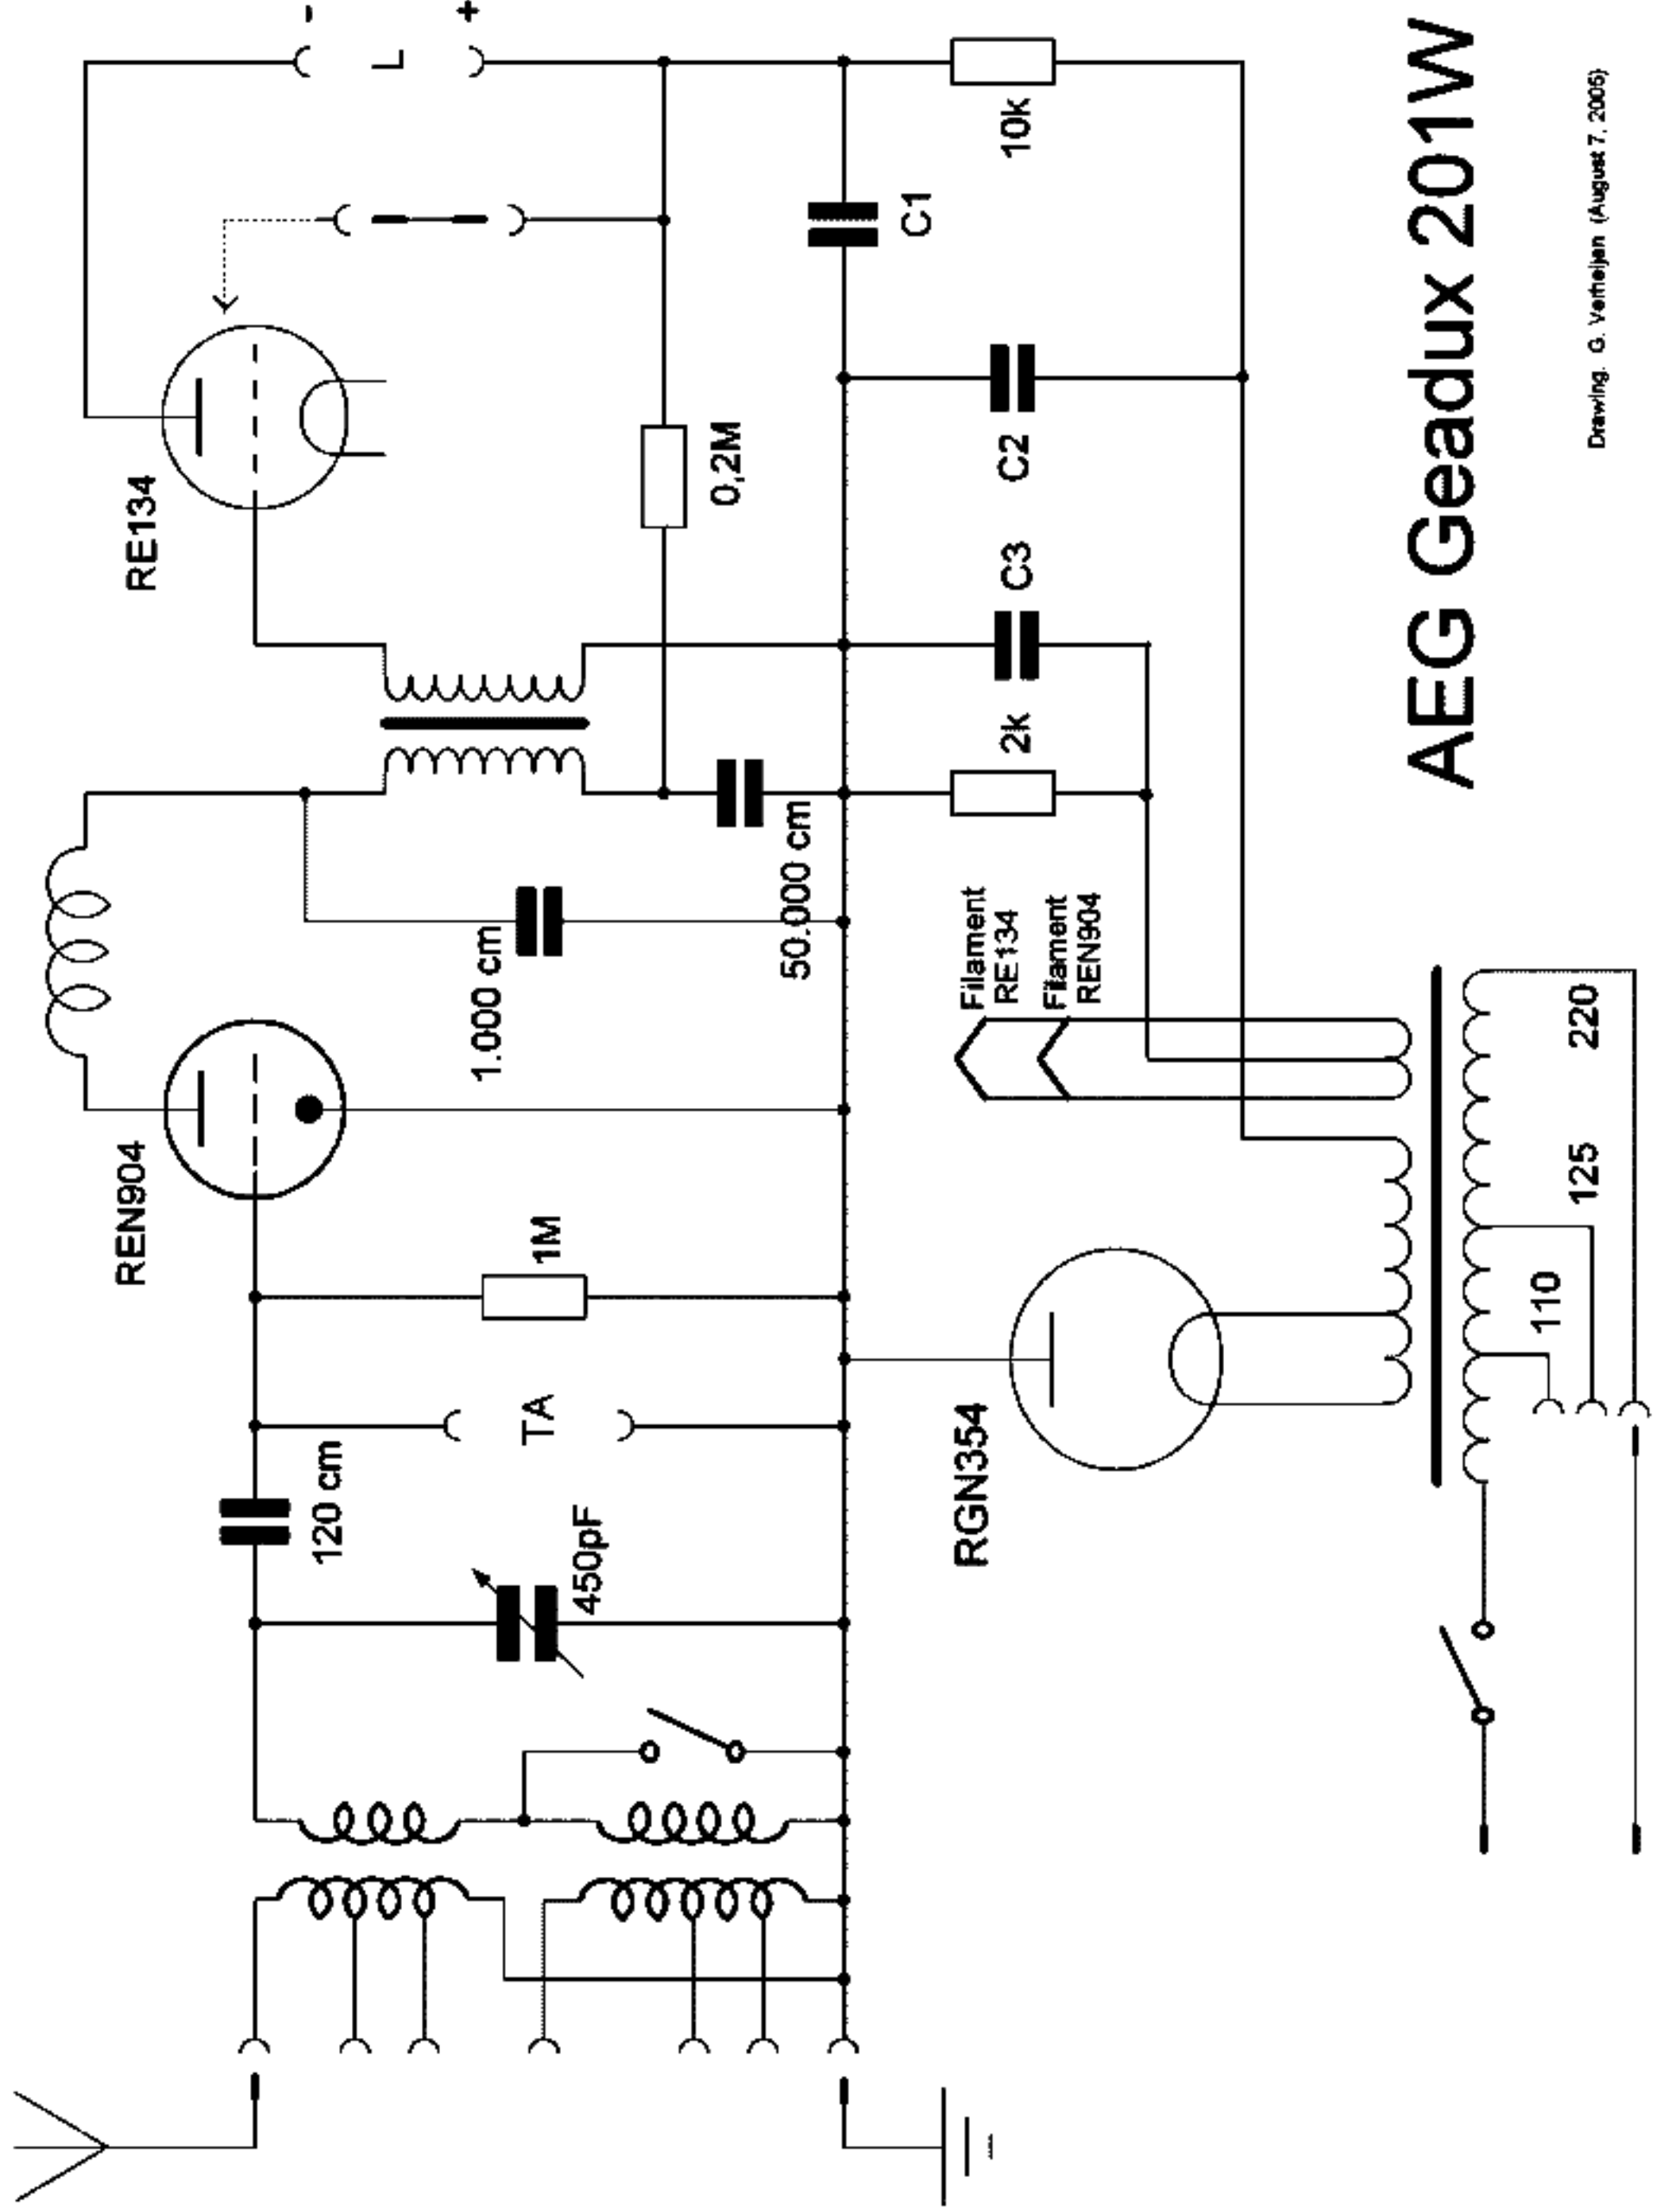 REN904
RE134
- L +
120 cm
TA
1M
450pF
1.000 cm
0,2M
50.000 cm
C1
RGN354
Filament
RE134
Filament
REN904
2k
C3
C2
10k
110
125
220
AEG Geadux 201W
Drawing. G. Verheijen (August 7, 2005)